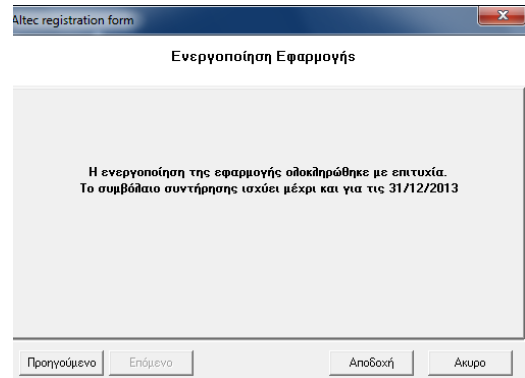 Altec registration form
Ενεργοποίηση Εφαρμογής
Η ενεργοποίηση της εφαρμογής ολοκληρώθηκε με επιτυχία.
Το συμβόλαιο συντήρησης ισχύει μέχρι και για τις 31/12/2013
Προηγούμενο Επόμενο Αποδοχή Ακυρο